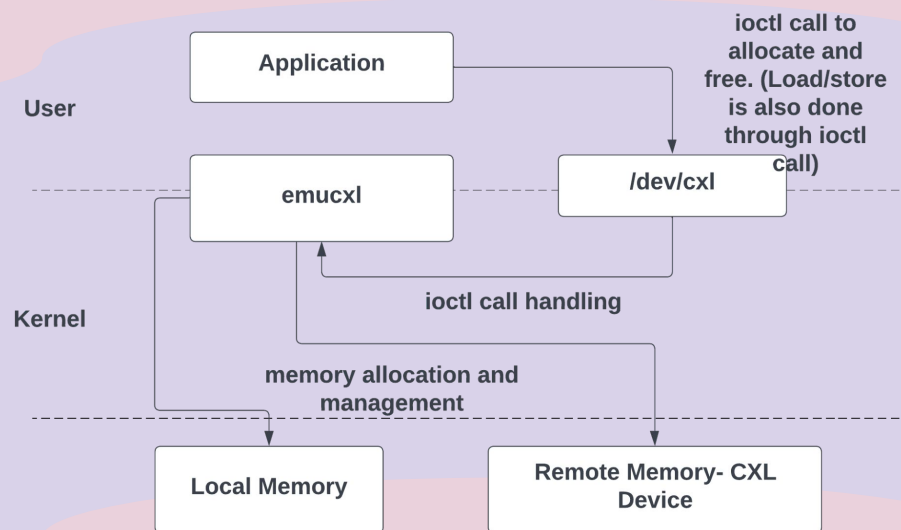 ioctl call to
allocate and
free. (Load/store
is also done
through ioctl
call)
Application
User
/dev/cxl
emucxl
ioctl call handling
Kernel
memory allocation and
management
Local Memory
Remote Memory- CXL
Device